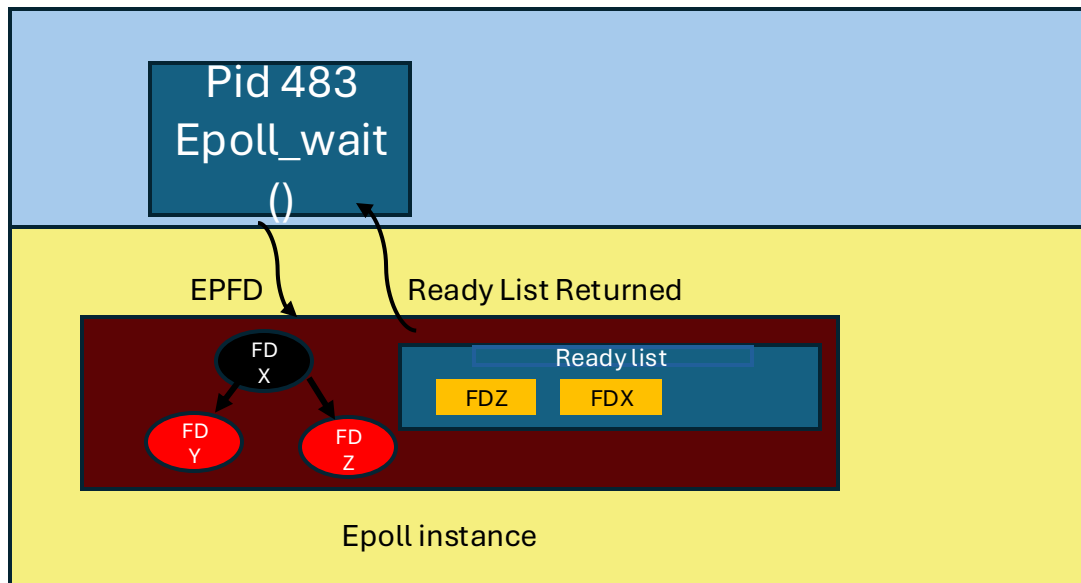 Pid 483
Epoll_wait
()
EPFD
Ready List Returned
FD
X
Ready list
FDZ
FDX
FD
Y
FD
Z
Epoll instance